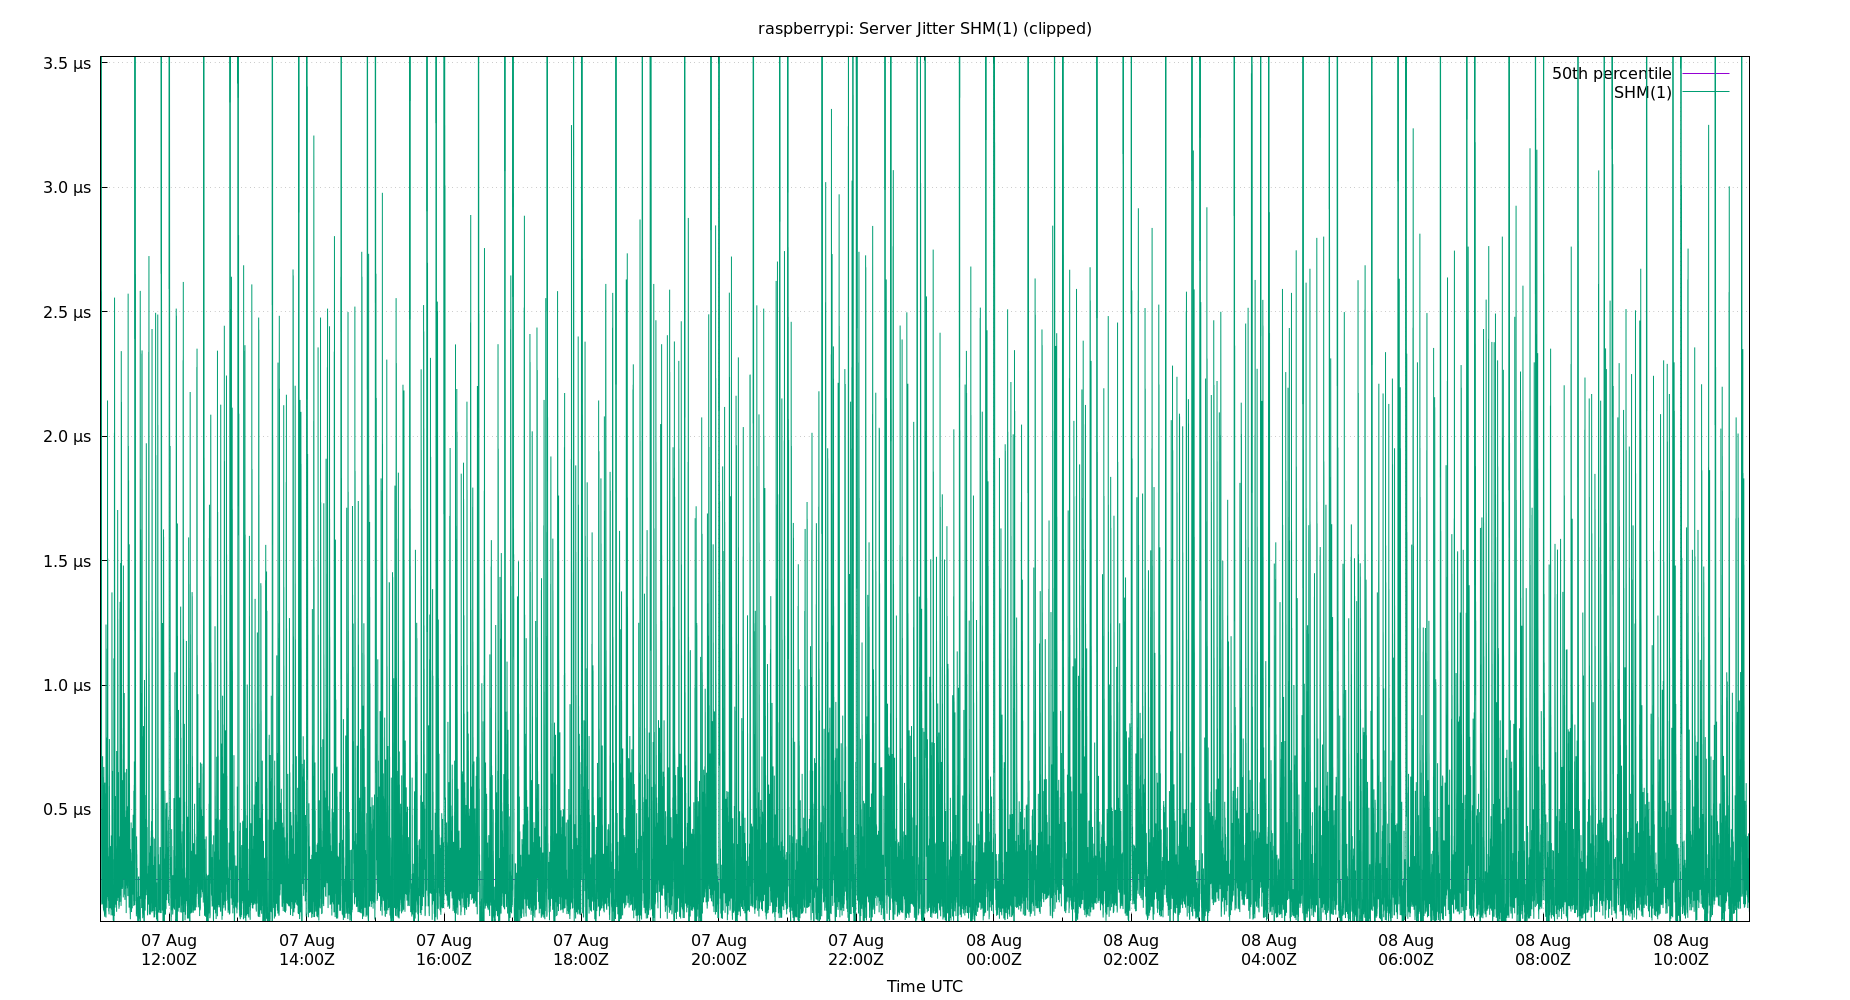 raspberrypi: Server Jitter SHM(1) (clipped)
3.5 µs
3.0 µs
2.5 µs
2.0 µs
1.5 µs
1.0 µs
0.5 µs
50th percentile
SHM(1)
07 Aug 07 Aug 07 Aug 07 Aug 07 Aug 07 Aug 08 Aug 08 Aug 08 Aug 08 Aug 08 Aug 08 Aug
12:00Z 14:00Z 16:00Z 18:00Z 20:00Z 22:00Z 00:00Z 02:00Z 04:00Z 06:00Z 08:00Z 10:00Z
Time UTC